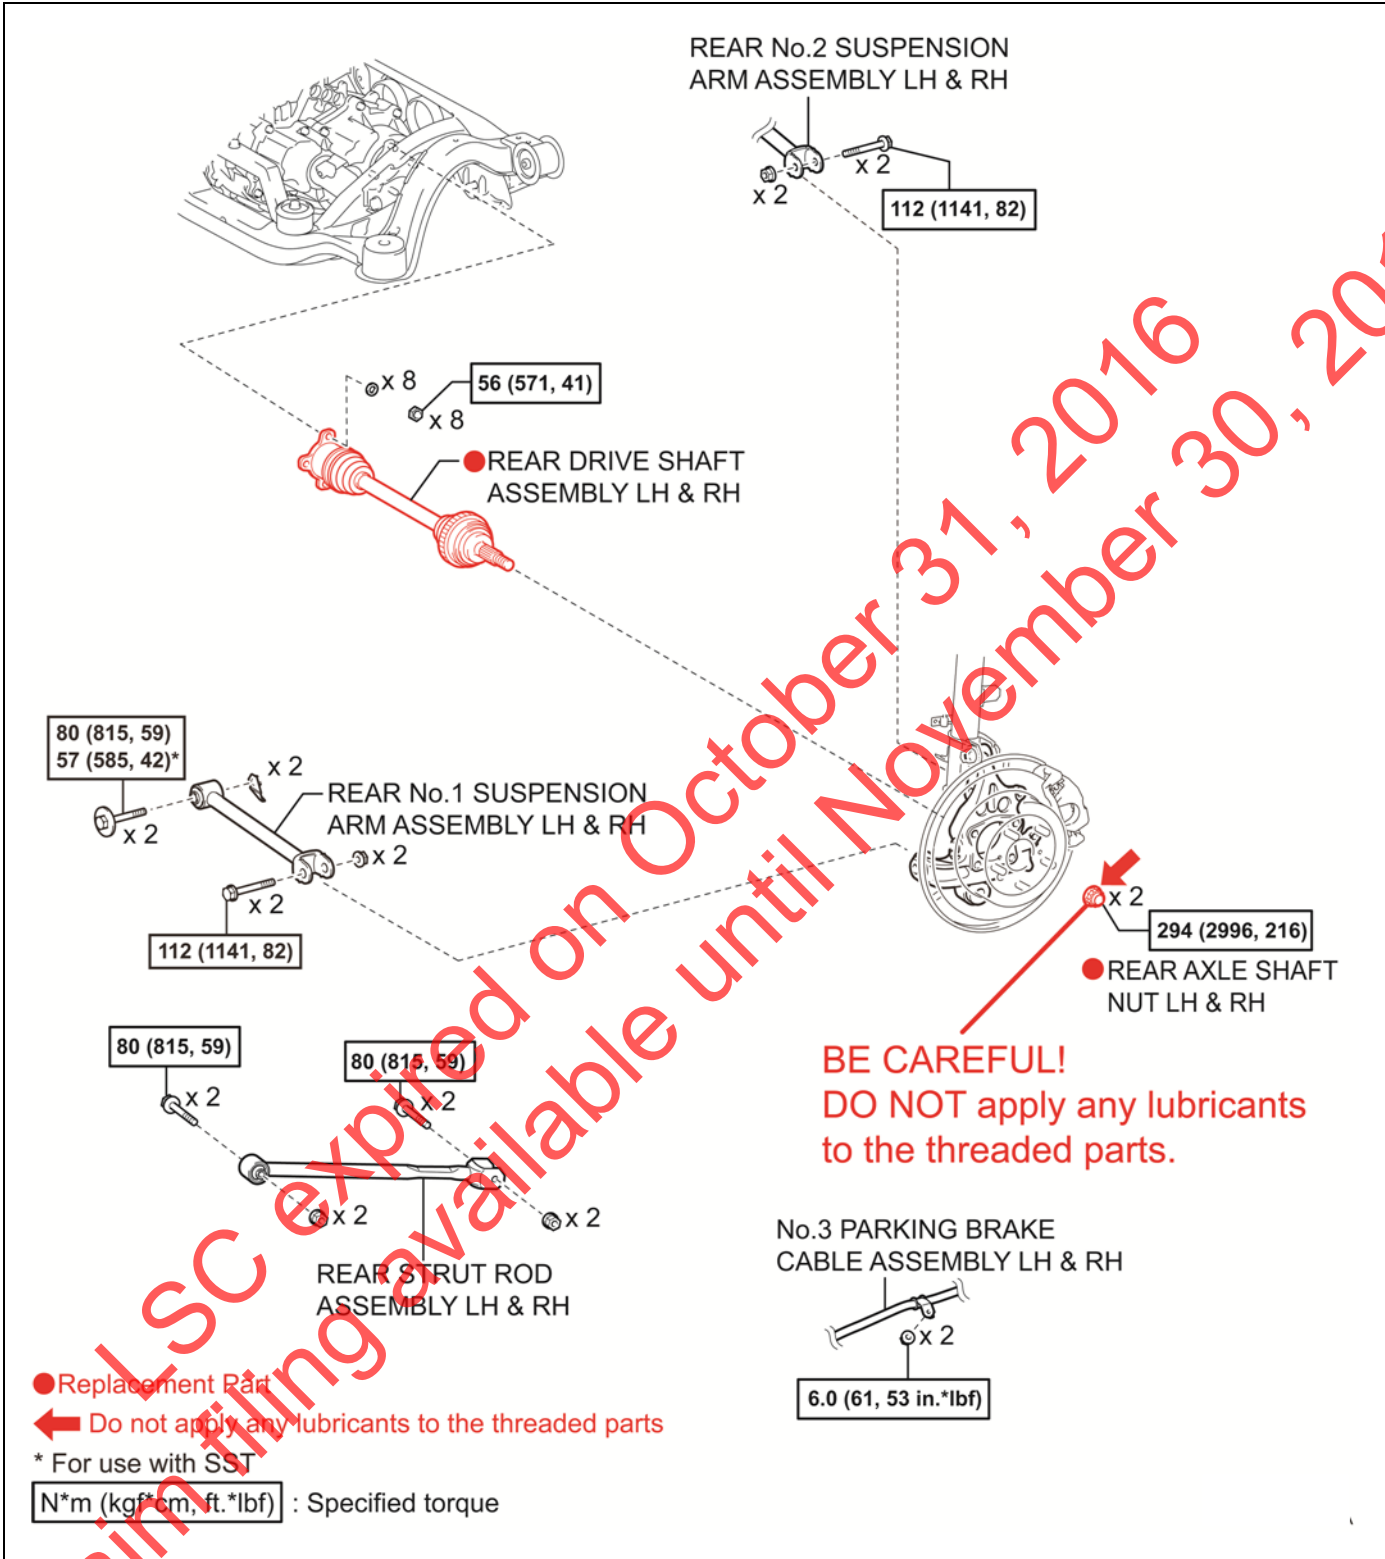 REAR No.2 SUSPENSION
ARM ASSEMBLY LH & RH
x 2
x 2
112 (1141, 82)
x 8
56 (571, 41)
x 8
REAR DRIVE SHAFT
ASSEMBLY LH & RH
80 (815, 59)
57 (585, 42)*
x 2
x 2
REAR No.1 SUSPENSION
ARM ASSEMBLY LH & RH
x 2
x 2
112 (1141, 82)
x 2
294 (2996, 216)
REAR AXLE SHAFT
NUT LH & RH
BE CAREFUL!
DO NOT apply any lubricants
to the threaded parts.
80 (815, 59)
x 2
80 (815, 59)
x 2
x 2
x 2
REAR STRUT ROD
ASSEMBLY LH & RH
No.3 PARKING BRAKE
CABLE ASSEMBLY LH & RH
x 2
6.0 (61, 53 in.*lbf)
Replacement Part
Do not apply any lubricants to the threaded parts
* For use with SST
N*m (kgf*cm, ft.*lbf) : Specified torque
LSC expired on October 31, 2016
filing available until November 30,